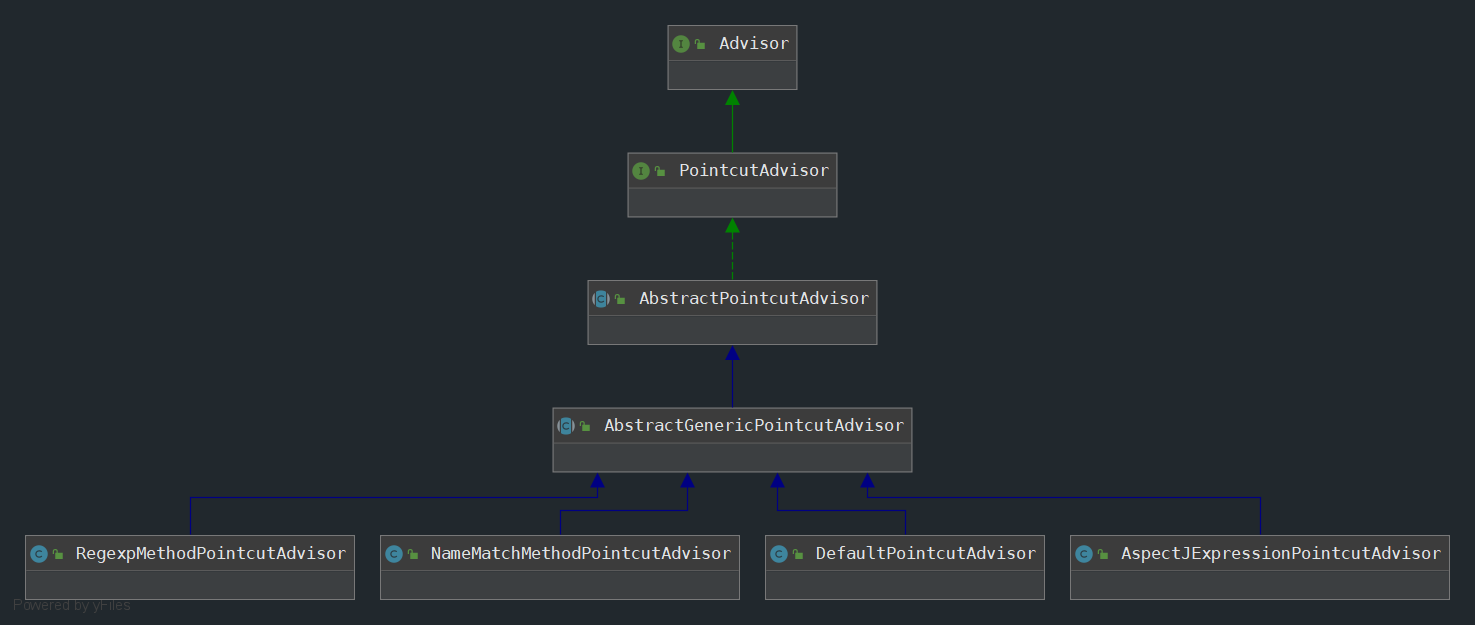 Advisor
PointcutAdvisor
AbstractPointcutAdvisor
AbstractGenericPointcutAdvisor
RegexpMethodPointcutAdvisor
NameMatchMethodPointcutAdvisor
DefaultPointcutAdvisor
AspectJExpressionPointcutAdvisor
Powered by yFiles